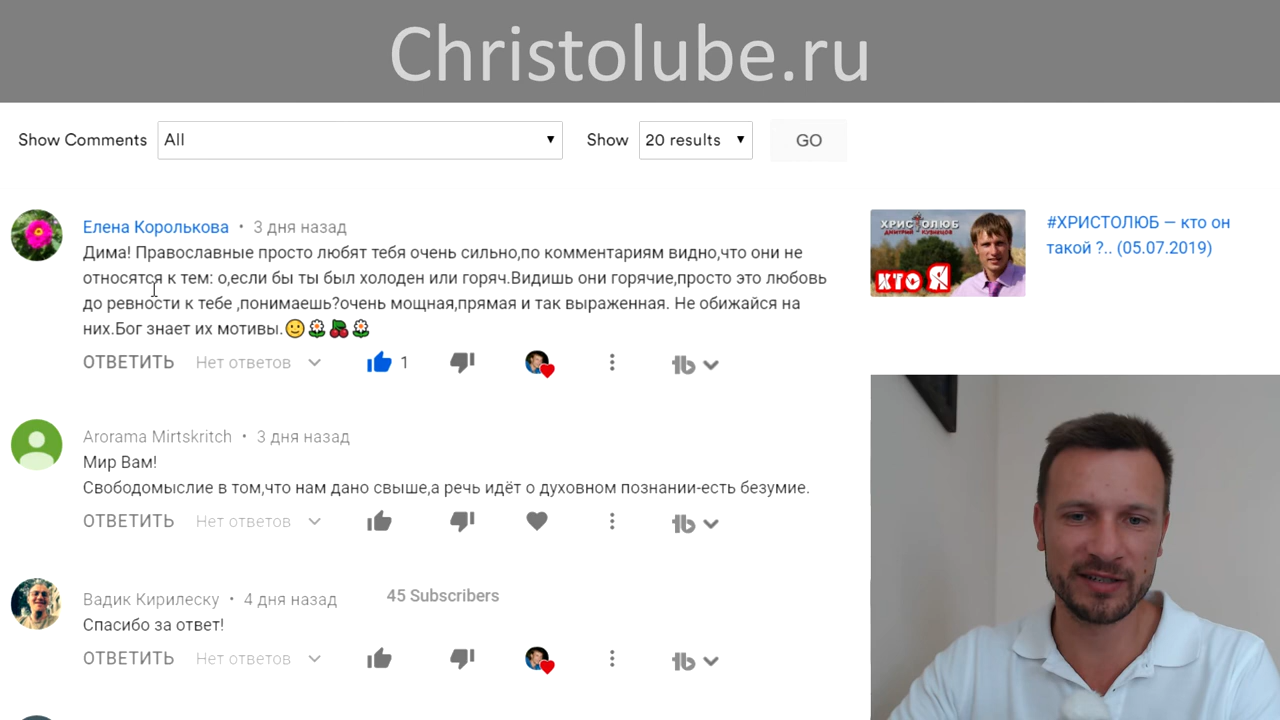 Christolube.ru
Show Comments All Show 20 results GO
Елена Королькова • 3 дня назад
Дима! Православные просто любят тебя очень сильно,по комментариям видно,что они не
относятся к тем: о,если бы ты был холоден или горяч.Видишь они горячие,просто это любовь
до ревности к тебе ,понимаешь?очень мощная,прямая и так выраженная. Не обижайся на
них.Бог знает их мотивы.🙂🌼🍒🌼
ОТВЕТИТЬ Нет ответов 1
#ХРИСТОЛЮБ — кто он
такой ?.. (05.07.2019)
ХРИСТОЛЮБ
ДМИТРИЙ КУЗНЕЦОВ
КТО Я
Arorama Mirtskritch • 3 дня назад
Мир Вам!
Свободомыслие в том,что нам дано свыше,а речь идёт о духовном познании-есть безумие.
ОТВЕТИТЬ Нет ответов
Вадик Кирилеску • 4 дня назад 45 Subscribers
Спасибо за ответ!
ОТВЕТИТЬ Нет ответов